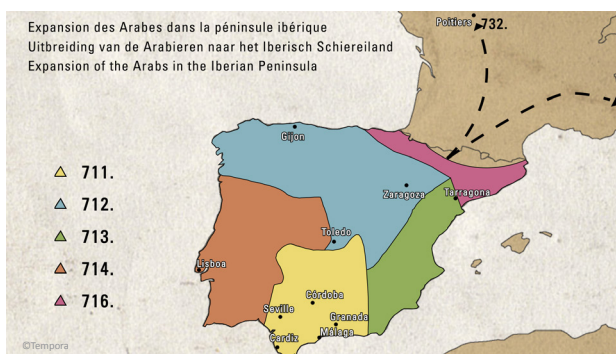 Expansion des Arabes dans la péninsule ibérique
Uitbreiding van de Arabieren naar het Iberisch Schiereiland
Expansion of the Arabs in the Iberian Peninsula
Poitiers 732.
Gijon
711.
712.
713.
714.
716.
Zaragoza
Tarragona
Toledo
Lisboa
Córdoba
Seville
Granada
Málaga
Cardiz
©Tempora